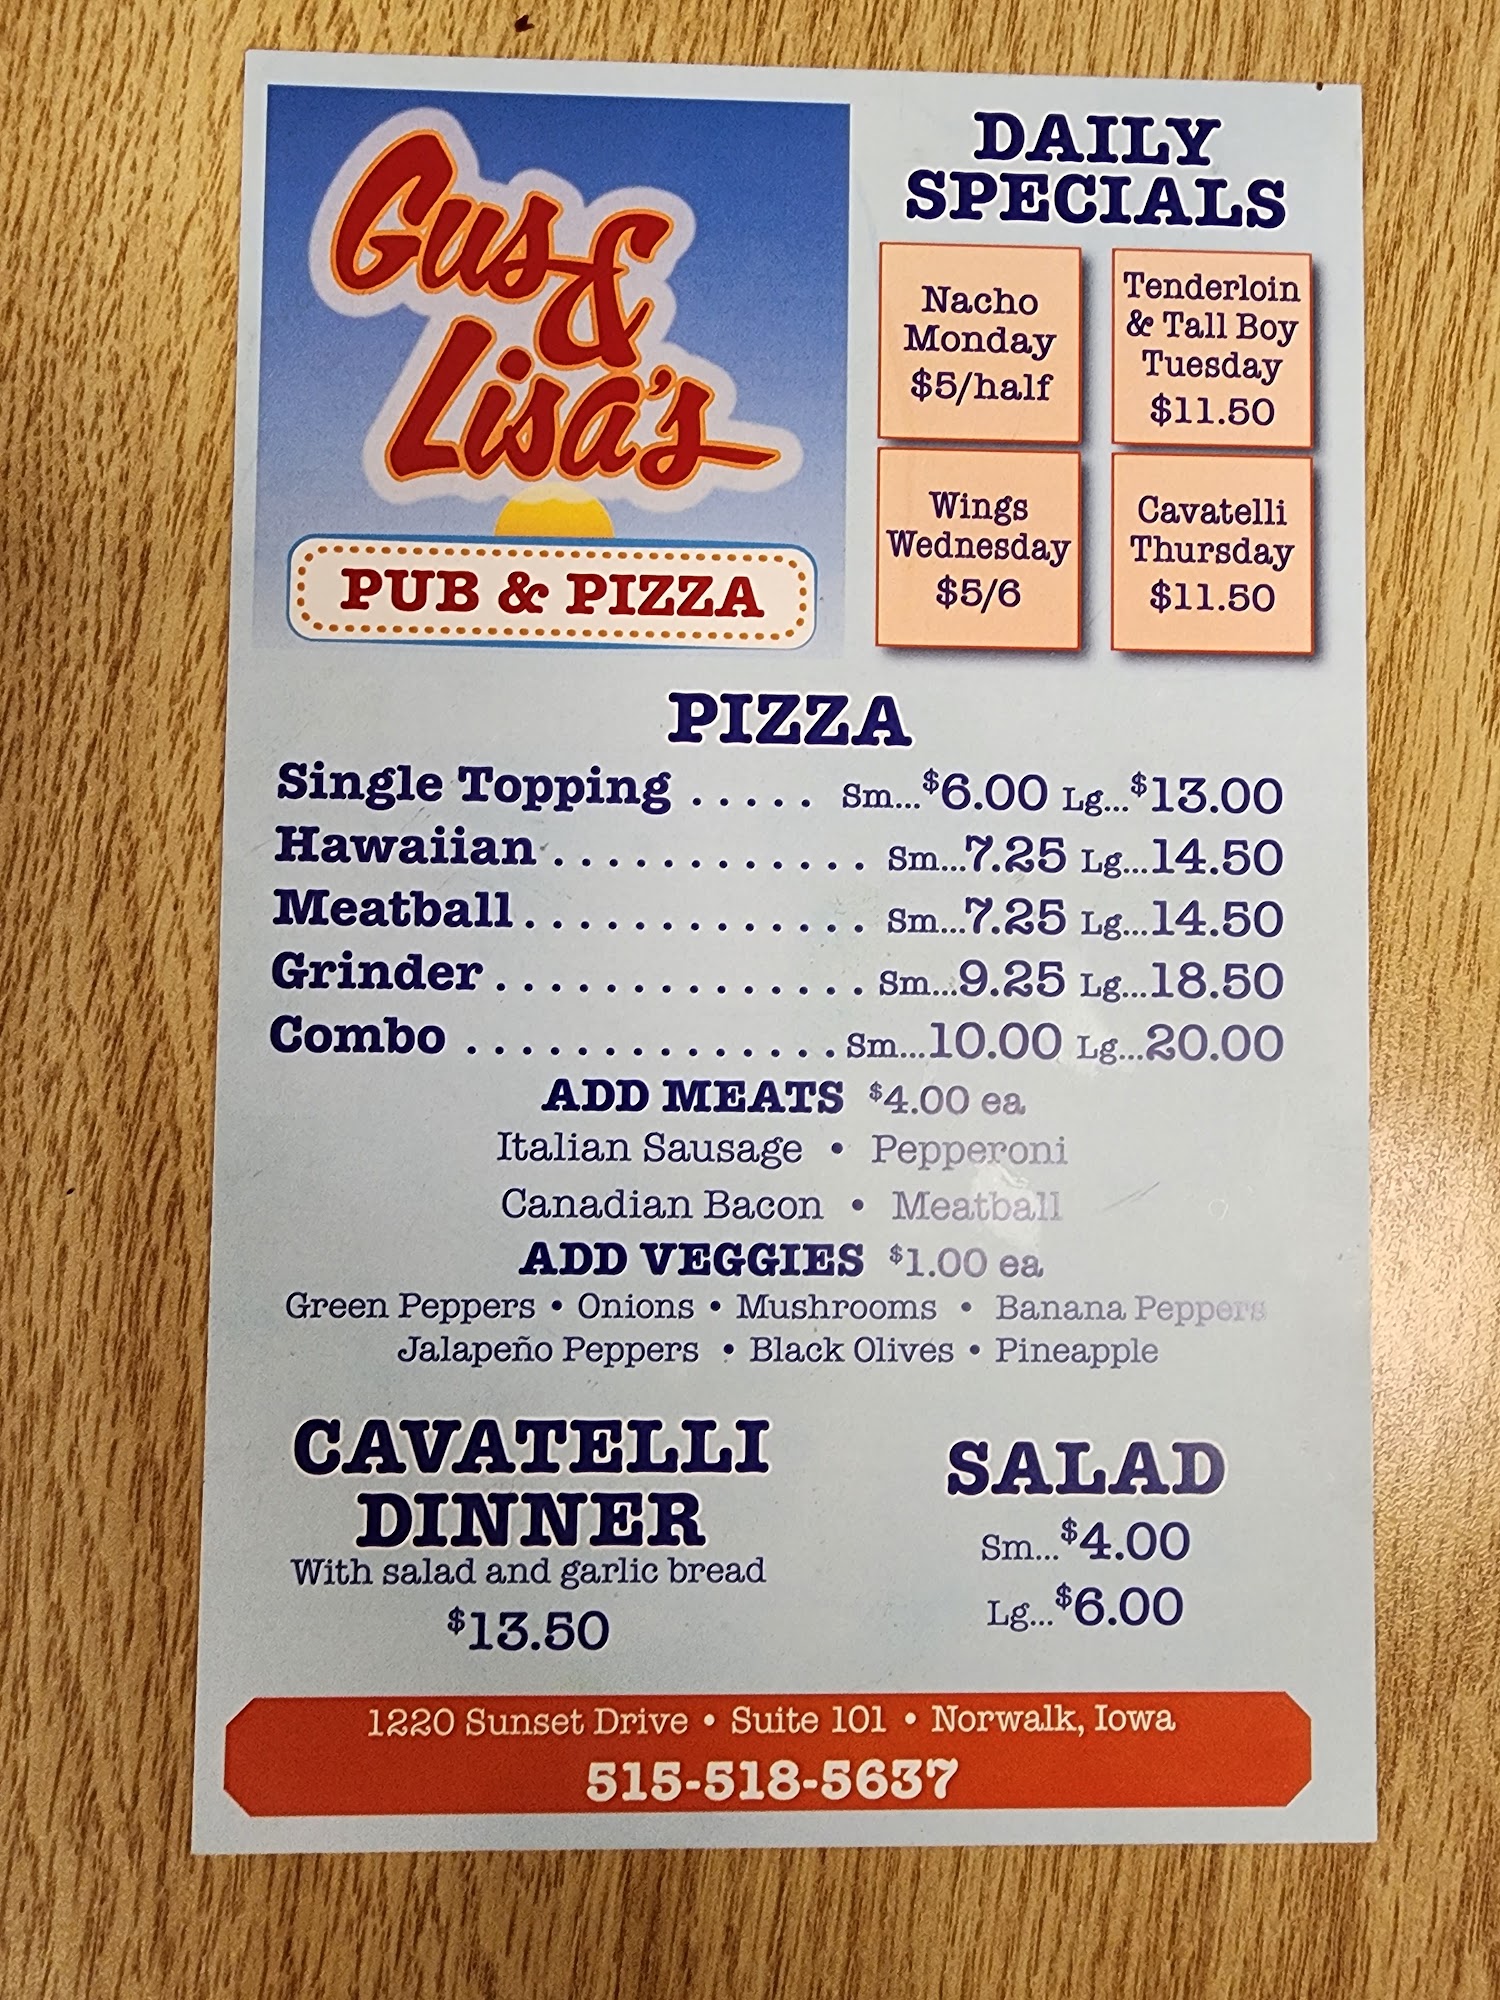 Gus &
Lisa's
PUB & PIZZA
DAILY
SPECIALS
Nacho
Monday
$5/half
Tenderloin
& Tall Boy
Tuesday
$11.50
Wings
Wednesday
$5/6
Cavatelli
Thursday
$11.50
PIZZA
Single Topping ..... Sm...$6.00 Lg...$13.00
Hawaiian ............ Sm...7.25 Lg...14.50
Meatball ............. Sm...7.25 Lg...14.50
Grinder .............. Sm...9.25 Lg...18.50
Combo .............. Sm...10.00 Lg...20.00
ADD MEATS $4.00 ea
Italian Sausage • Pepperoni
Canadian Bacon • Meatball
ADD VEGGIES $1.00 ea
Green Peppers • Onions • Mushrooms • Banana Peppers
Jalapeño Peppers • Black Olives • Pineapple
CAVATELLI
DINNER
With salad and garlic bread
$13.50
SALAD
Sm...$4.00
Lg...$6.00
1220 Sunset Drive • Suite 101 • Norwalk, Iowa
515-518-5637